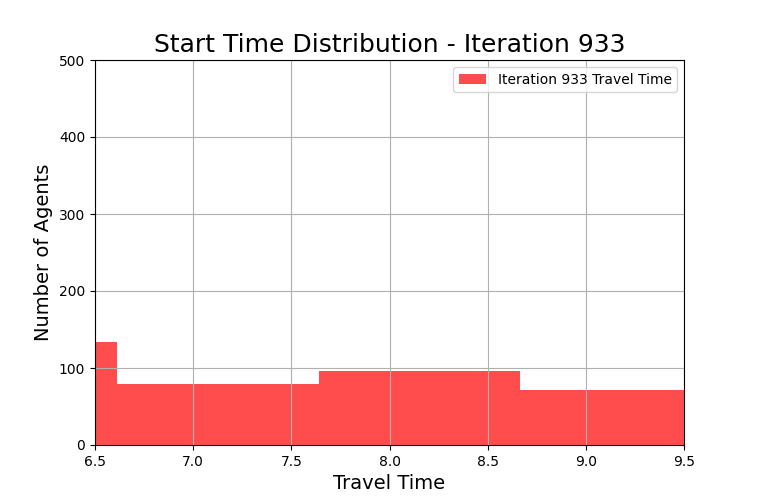 Start Time Distribution - Iteration 933
500
Iteration 933 Travel Time
400
300
200
100
0
Number of Agents
6.5 7.0 7.5 8.0 8.5 9.0 9.5
Travel Time